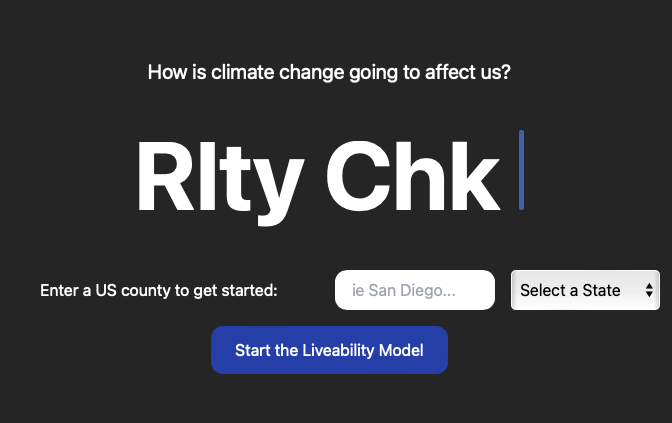 How is climate change going to affect us?
Rlty Chk
Enter a US county to get started:
ie San Diego...
Select a State
Start the Liveability Model